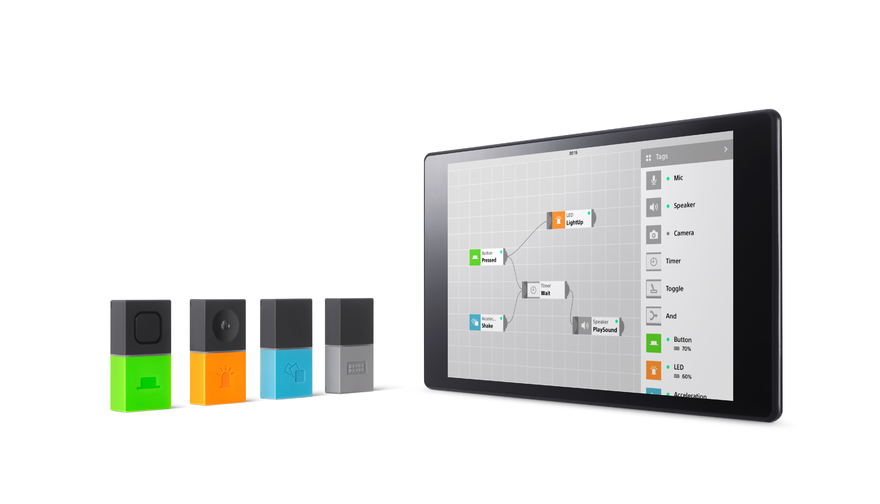 Tags
Mic
Speaker
Camera
Timer
Toggle
And
Button
70%
LED
60%
Acceleration
LED
LightUp
Button
Pressed
Timer
Wait
Acceler...
Shake
Speaker
PlaySound